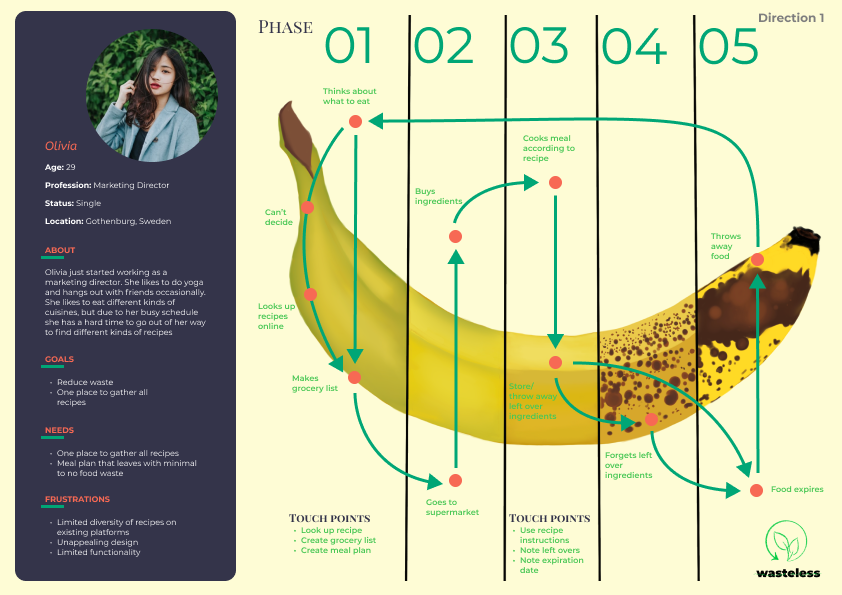 Direction 1
PHASE
01
02
03
04
05
Olivia
Age: 29
Profession: Marketing Director
Status: Single
Location: Gothenburg, Sweden
ABOUT
Olivia just started working as a
marketing director. She likes to do yoga
and hangs out with friends occasionally.
She likes to eat different kinds of
cuisines, but due to her busy schedule
she has a hard time to go out of her way
to find different kinds of recipes
GOALS
• Reduce waste
• One place to gather all
recipes
NEEDS
• One place to gather all recipes
• Meal plan that leaves with minimal
to no food waste
FRUSTRATIONS
• Limited diversity of recipes on
existing platforms
• Unappealing design
• Limited functionality
Thinks about
what to eat
Can't
decide
Looks up
recipes
online
Makes
grocery list
Goes to
supermarket
Buys
ingredients
Cooks meal
according to
recipe
Store/
throw away
left over
ingredients
Forgets left
over
ingredients
Food expires
Throws
away
food
TOUCH POINTS
• Look up recipe
• Create grocery list
• Create meal plan
TOUCH POINTS
• Use recipe
instructions
• Note left overs
• Note expiration
date
wasteless